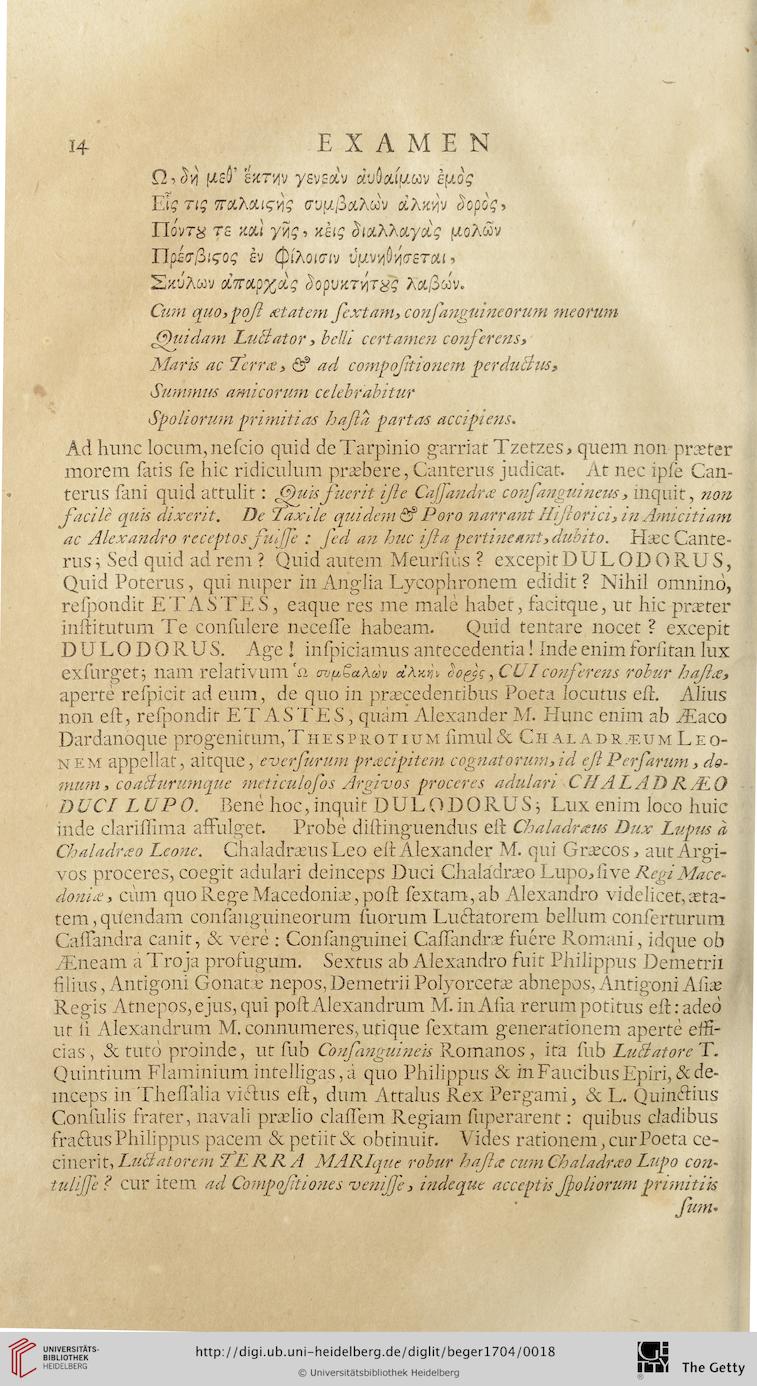 14 EXAMEN
Ω, δὴ μεθ' ἕκτην γενεὰν ἀυθαίμων ἐμὸς
Εἷς τις παλαιςὴς συμβαλὼν ἀλκὴν δορὸς,
Πόντȣ τε καὶ γῆς, κἐις διαλλαγὰς μολῶν
Πρέσβιςος ἐν φίλοισιν ὑμνηθήσεται,
Σκύλων ἀπαρχὰς δορυκτήτȣς λαβών.
Cum quo, poſt ætatem ſextam, conſanguineorum meorum
Quidam Luctator, belli certamen conferens,
Maris ac Terræ, & ad compoſitionem perductus,
Summus amicorum celebrabitur
Spoliorum primitias haſtâ partas accipiens.
Ad hunc locum, neſcio quid de Tarpinio garriat Tzetzes, quem non præter
morem ſatis ſe hic ridiculum præbere, Canterus judicat. At nec ipſe Can-
terus ſani quid attulit: Quis fuerit iſte Caſſandræ conſanguineus, inquit, non
facilè quis dixerit. De Taxile quidem & Poro narrant Hiſtorici, in Amicitiam
ac Alexandro receptos fuiſſe: ſed an huc iſta pertineant, dubito. Hæc Cante-
rus; Sed quid ad rem? Quid autem Meurſius? excepit DULODORUS,
Quid Poterus, qui nuper in Anglia Lycophronem edidit? Nihil omninò,
reſpondit ETASTES, eaque res me malè habet, facitque, ut hic præter
inſtitutum Te conſulere neceſſe habeam. Quid tentare nocet? excepit
DULODORUS. Age! inſpiciamus antecedentia! Inde enim forſitan lux
exſurget; nam relativum Ὧ συμβαλὼν ἀλκὴν δορὸς, CUI conferens robur haſtæ,
apertè reſpicit ad eum, de quo in præcedentibus Poeta locutus eſt. Alius
non eſt, reſpondit ETASTES, quàm Alexander M. Hunc enim ab Æaco
Dardanoque progenitum, THESPROTIUM ſimul & CHALADRÆUM LEO-
NEM appellat, aitque, everſurum præcipitem cognatorum, id eſt Perſarum, do-
mum, coacturumque meticuloſos Argivos proceres adulari CHALADRÆO
DUCI LUPO. Benè hoc, inquit DULODORUS; Lux enim loco huic
inde clariſſima affulget. Probè diſtinguendus eſt Chaladræus Dux Lupus à
Chaladræo Leone. Chaladræus Leo eſt Alexander M. qui Græcos, aut Argi-
vos proceres, coegit adulari deinceps Duci Chaladræo Lupo, ſive Regi Mace-
doniæ, cùm quo Rege Macedoniæ, poſt ſextam, ab Alexandro videlicet, æta-
tem, quendam conſanguineorum ſuorum Luctatorem bellum conſerturum
Caſſandra canit, & verè: Conſanguinei Caſſandræ fuére Romani, idque ob
Æneam à Troja profugum. Sextus ab Alexandro fuit Philippus Demetrii
filius, Antigoni Gonatæ nepos, Demetrii Polyorcetæ abnepos, Antigoni Aſiæ
Regis Atnepos, ejus, qui poſt Alexandrum M. in Aſia rerum potitus eſt: adeò
ut ſi Alexandrum M. connumeres, utique ſextam generationem apertè effi-
cias, & tutò proinde, ut ſub Conſanguineis Romanos, ita ſub Luctatore T.
Quintium Flaminium intelligas, à quo Philippus & in Faucibus Epiri, & de-
inceps in Theſſalia victus eſt, dum Attalus Rex Pergami, & L. Quinctius
Conſulis frater, navali prælio claſſem Regiam ſuperarent: quibus cladibus
fractus Philippus pacem & petiit & obtinuit. Vides rationem, cur Poeta ce-
cinerit, Luctatorem TERRA MARIque robur haſtæ cum Chaladræo Lupo con-
tuliſſe? cur item ad Compoſitiones veniſſe, indeque acceptis ſpoliorum primitiis
ſum-
UNIVERSITÄTS-
BIBLIOTHEK
HEIDELBERG
http://digi.ub.uni-heidelberg.de/diglit/beger1704/0018
© Universitätsbibliothek Heidelberg
The Getty